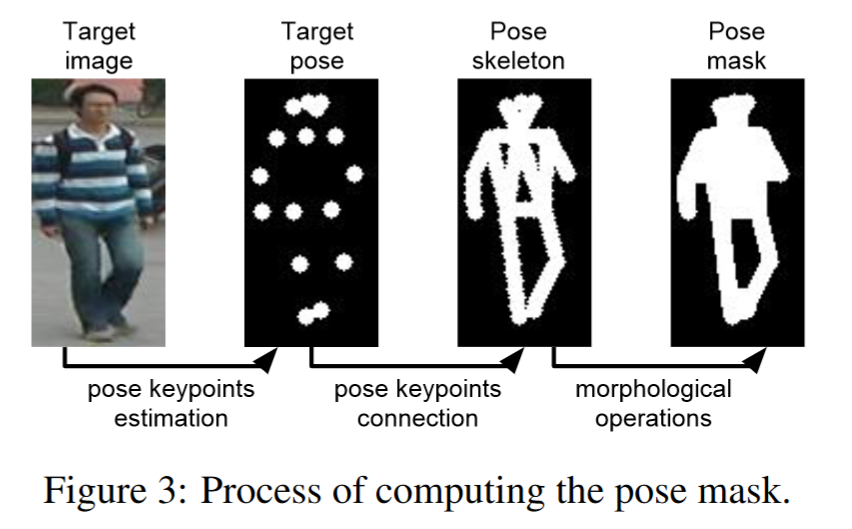 Target image
Target pose
Pose skeleton
Pose mask
pose keypoints estimation
pose keypoints connection
morphological operations
Figure 3: Process of computing the pose mask.